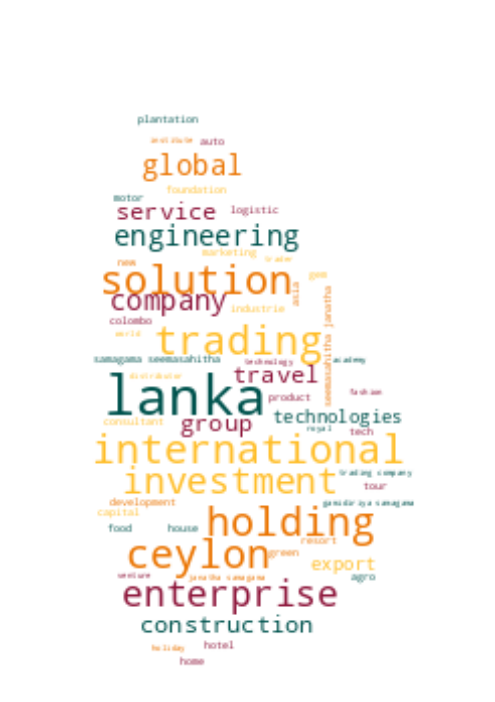 plantation
institute auto
global
foundation
motor
service logistic
engineering
marketing
new trader
solution gem
company asia
industrie
colombo
seemasahitha janatha
world
trading
samagama seemasahitha technology academy
travel
distributor
lanka product fashion
technologies
consultant group royal tech
international
investment trading company
tour
development gamidiriya samagama
capital
holding
food house
resort
ceylon green
export
venture janatha samagama agro
enterprise
construction
holiday hotel
home